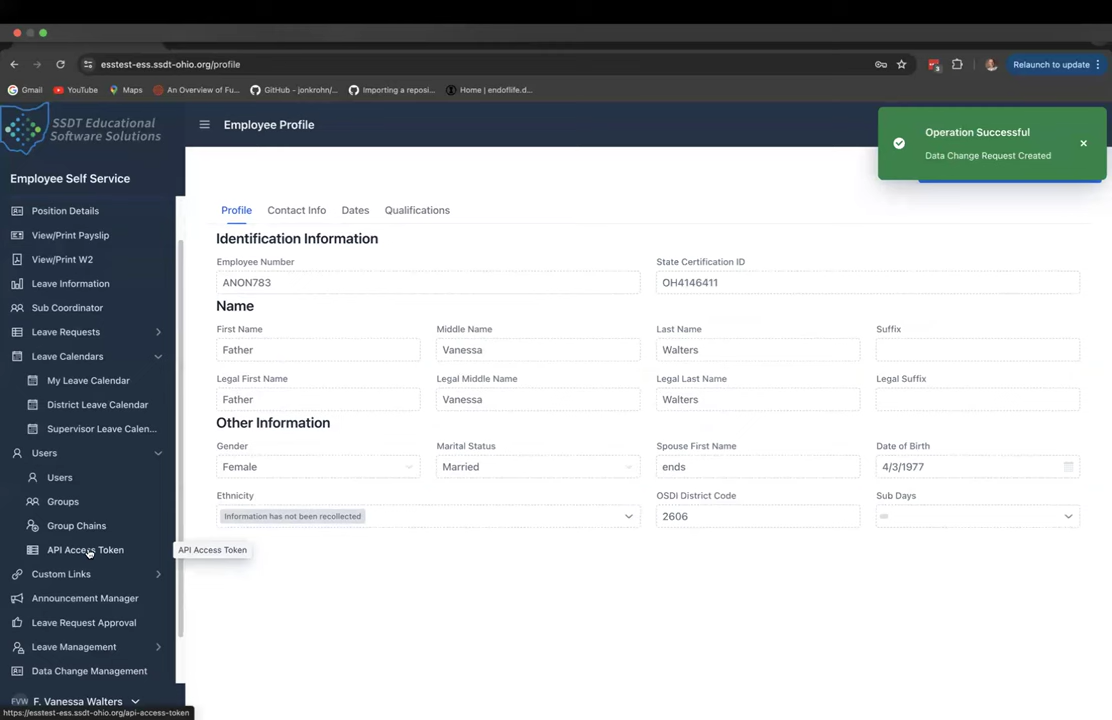 esstest-ess.ssdt-ohio.org/profile
Relaunch to update
Gmail
YouTube
Maps
An Overview of Fu...
GitHub - jonkrohn/...
Importing a reposi...
Home | endoflife.d...
SSDT Educational
Software Solutions
Employee Profile
Operation Successful
Data Change Request Created
Employee Self Service
Position Details
View/Print Payslip
View/Print W2
Leave Information
Sub Coordinator
Leave Requests
Leave Calendars
My Leave Calendar
District Leave Calendar
Supervisor Leave Calen...
Users
Users
Groups
Group Chains
API Access Token
API Access Token
Custom Links
Announcement Manager
Leave Request Approval
Leave Management
Data Change Management
FVW F. Vanessa Walters
https://esstest-ess.ssdt-ohio.org/api-access-token
Profile Contact Info Dates Qualifications
Identification Information
Employee Number State Certification ID
ANON783 OH4146411
Name
First Name Middle Name Last Name Suffix
Father Vanessa Walters
Legal First Name Legal Middle Name Legal Last Name Legal Suffix
Father Vanessa Walters
Other Information
Gender Marital Status Spouse First Name Date of Birth
Female Married ends 4/3/1977
Ethnicity OSDI District Code Sub Days
Information has not been recollected 2606